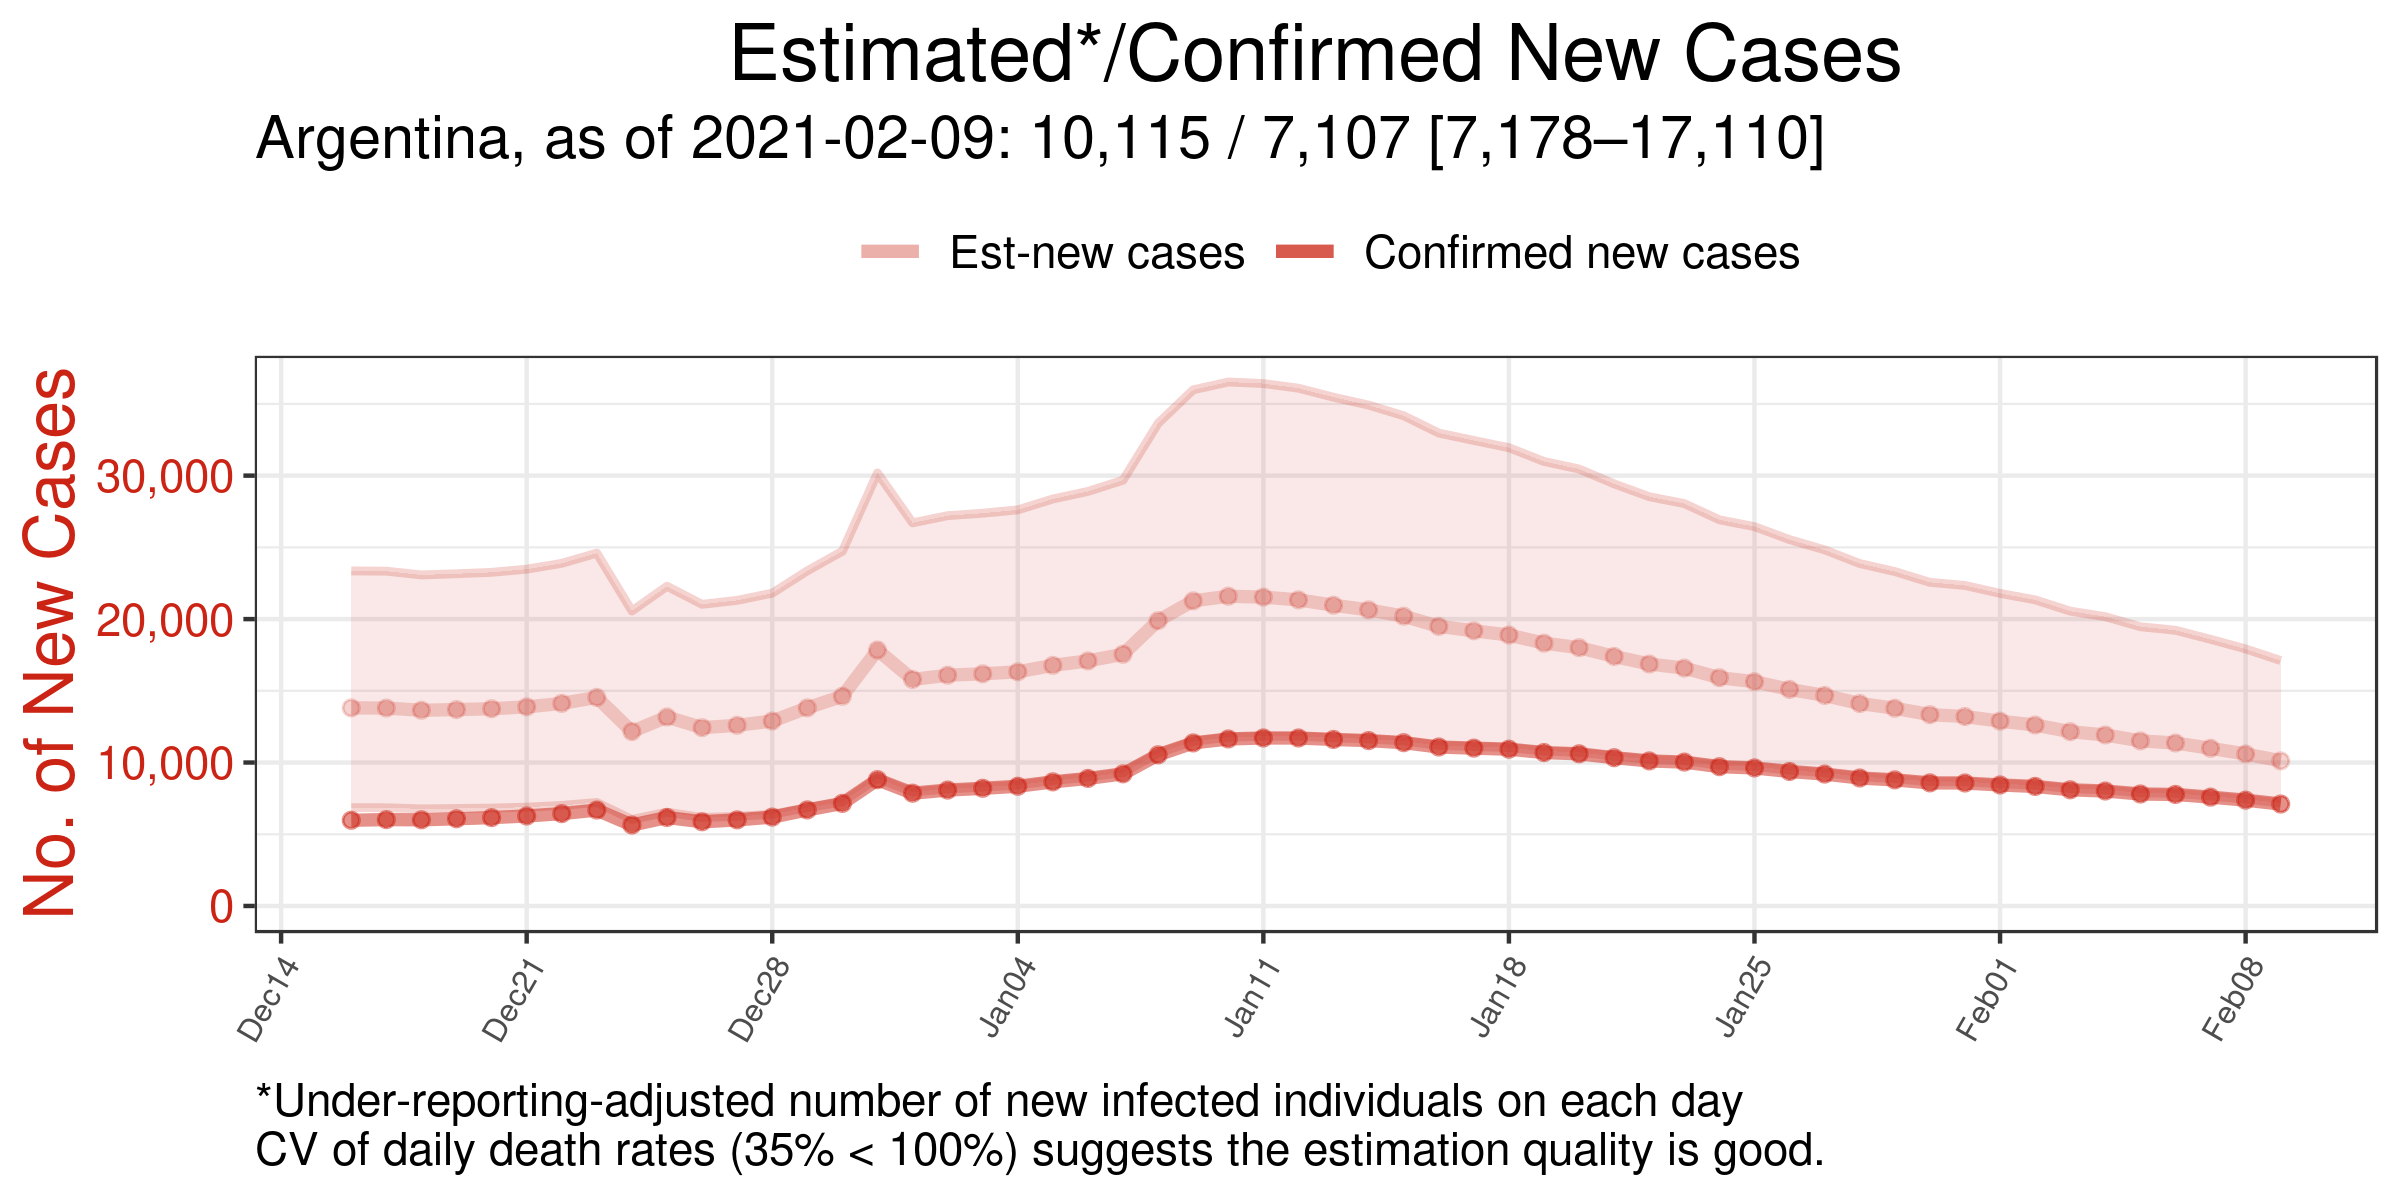 Estimated*/Confirmed New Cases
Argentina, as of 2021-02-09: 10,115 / 7,107 [7,178–17,110]
Est-new cases
Confirmed new cases
No. of New Cases
30,000
20,000
10,000
0
Dec14
Dec21
Dec28
Jan04
Jan11
Jan18
Jan25
Feb01
Feb08
*Under-reporting-adjusted number of new infected individuals on each day
CV of daily death rates (35% < 100%) suggests the estimation quality is good.